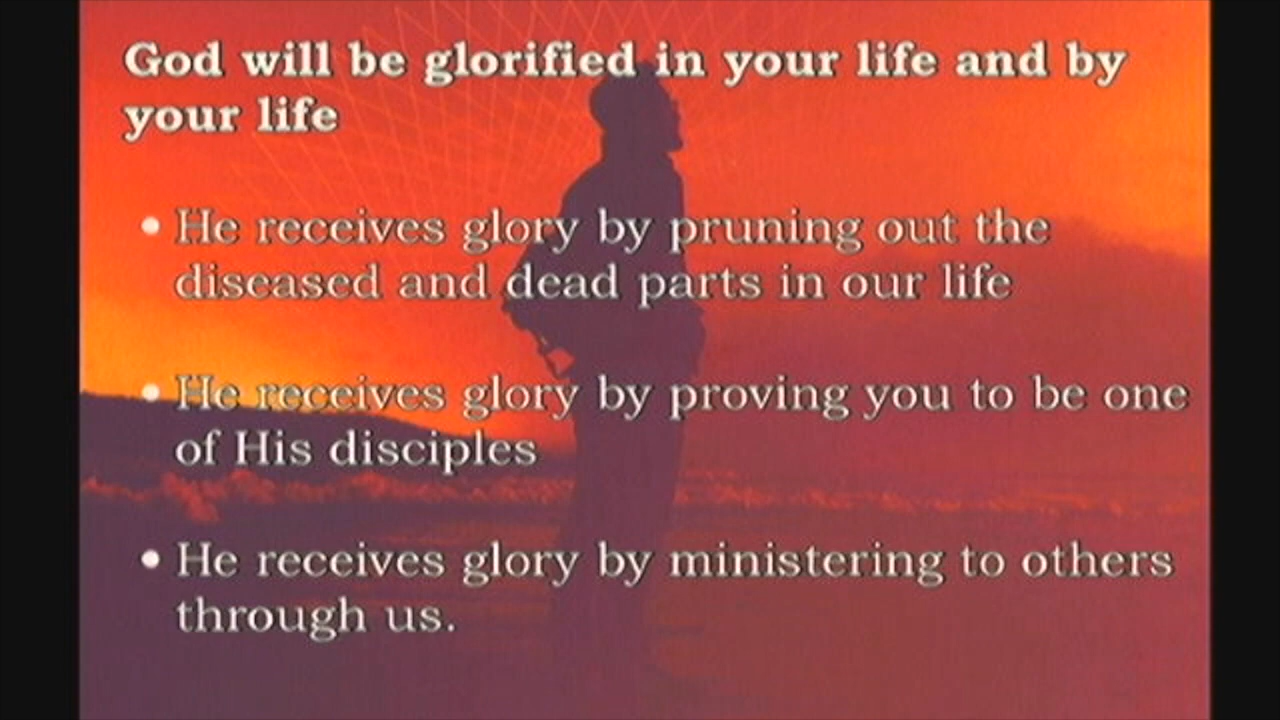 God will be glorified in your life and by
your life
• He receives glory by pruning out the
diseased and dead parts in our life
• He receives glory by proving you to be one
of His disciples
• He receives glory by ministering to others
through us.